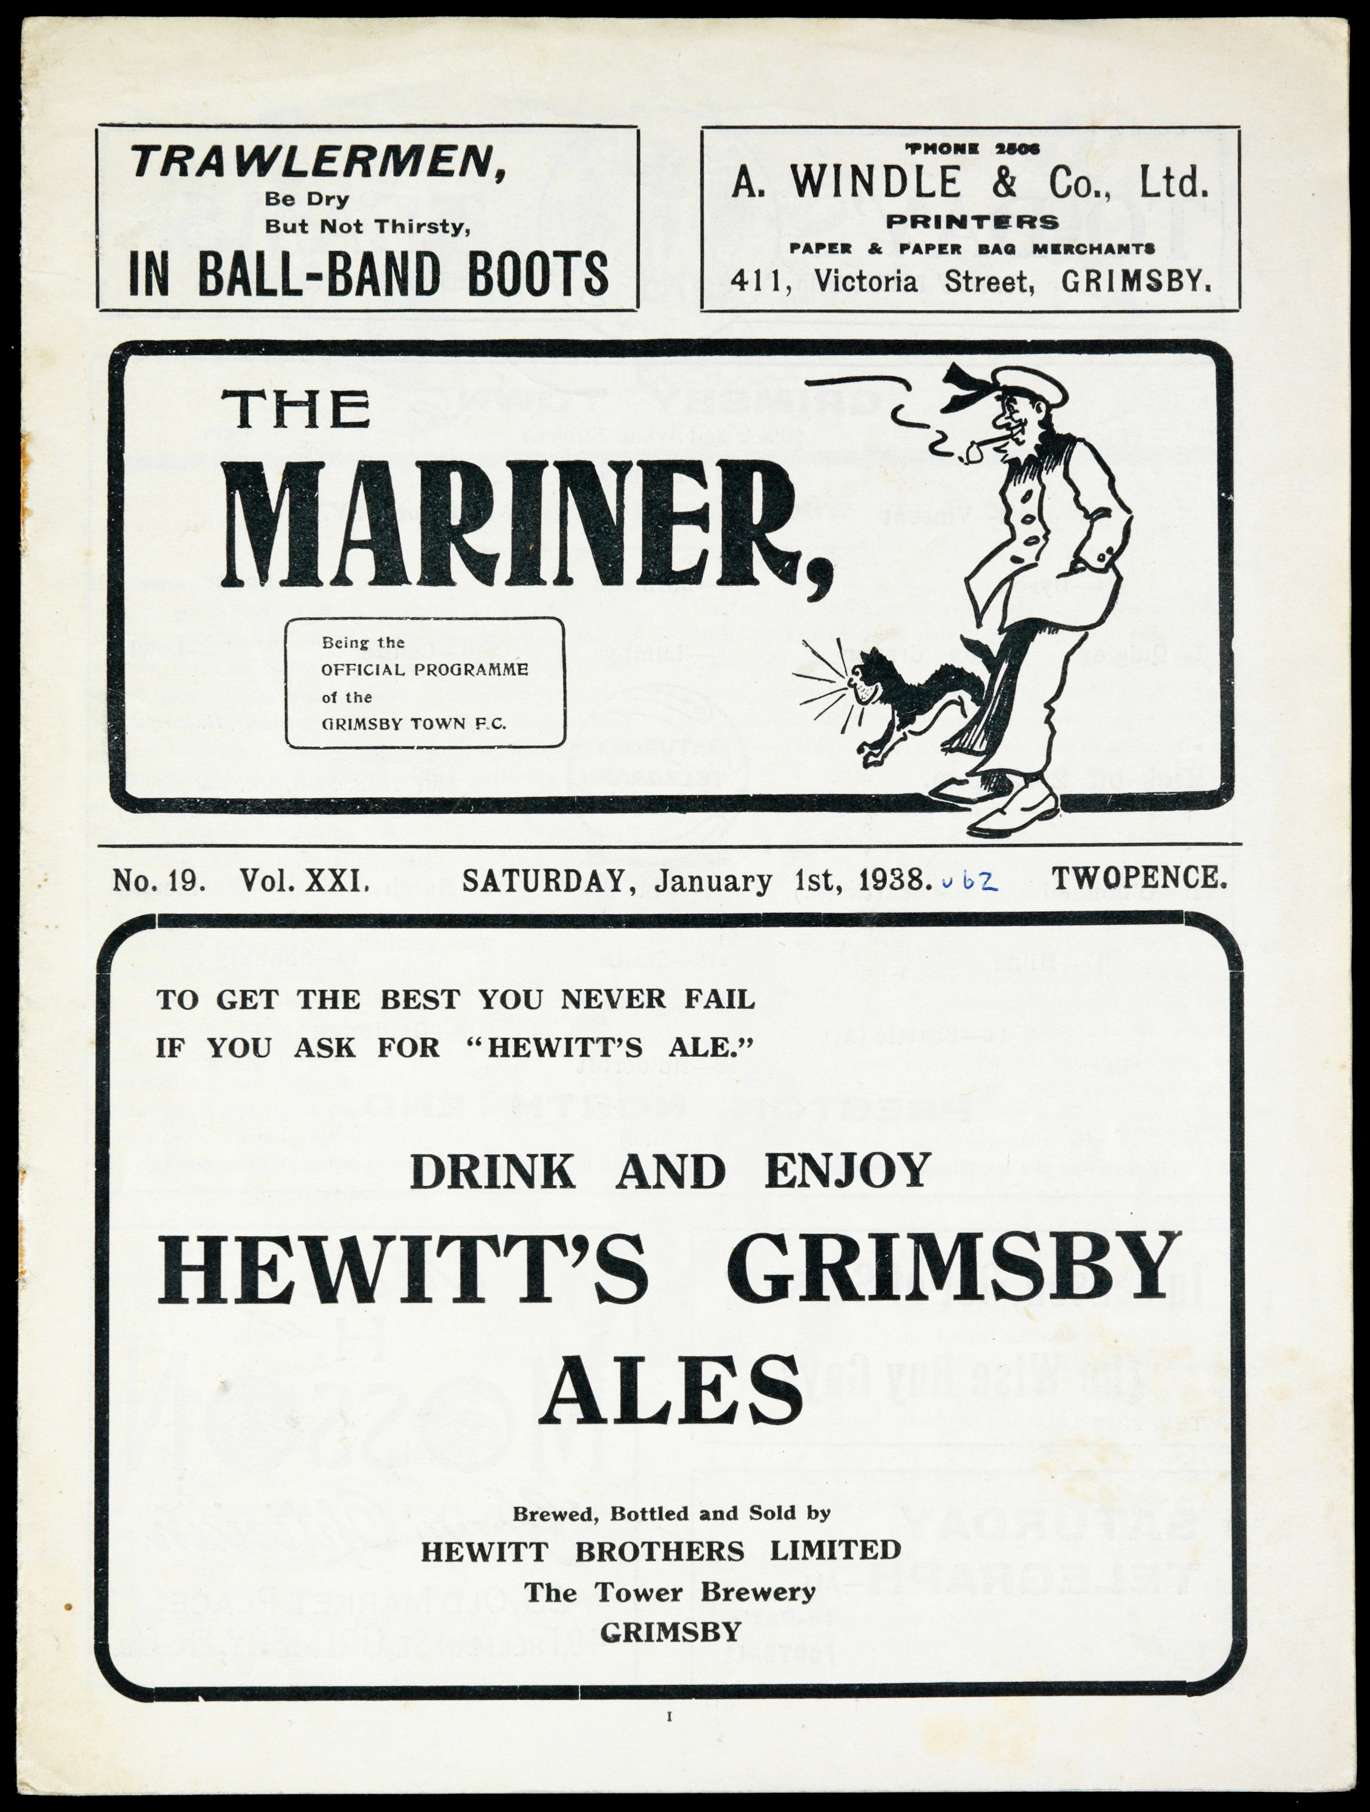 TRAWLERMEN,
Be Dry
But Not Thirsty,
IN BALL-BAND BOOTS
'PHONE 2506
A. WINDLE & Co., Ltd.
PRINTERS
PAPER & PAPER BAG MERCHANTS
411, Victoria Street, GRIMSBY.
THE
MARINER,
Being the
OFFICIAL PROGRAMME
of the
GRIMSBY TOWN F.C.
No. 19. Vol. XXI. SATURDAY, January 1st, 1938. TWOPENCE.
TO GET THE BEST YOU NEVER FAIL
IF YOU ASK FOR “HEWITT'S ALE.”
DRINK AND ENJOY
HEWITT'S GRIMSBY
ALES
Brewed, Bottled and Sold by
HEWITT BROTHERS LIMITED
The Tower Brewery
GRIMSBY
I